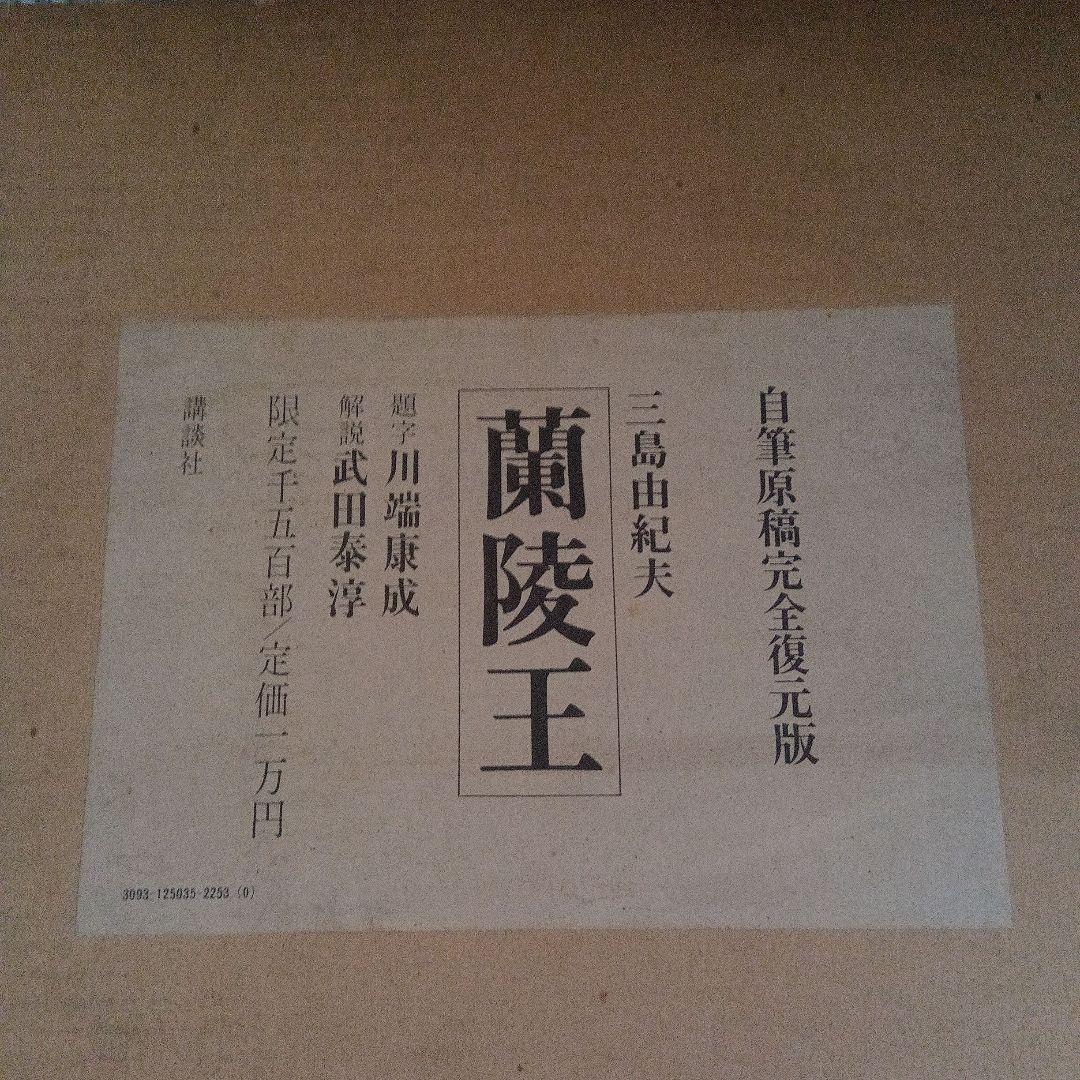 自筆原稿完全復元版
三島由紀夫
蘭陵王
題字川端康成
解説武田泰淳
限定千五百部／定価一万円
講談社
3093-125035-2253 (0)